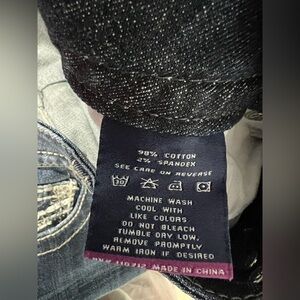 98% COTTON
2% SPANDEX
SEE CARE ON REVERSE
30
MACHINE WASH
COOL WITH
LIKE COLORS
DO NOT BLEACH
TUMBLE DRY LOW.
REMOVE PROMPTLY
WARM IRON IF DESIRED
MADE IN CHINA